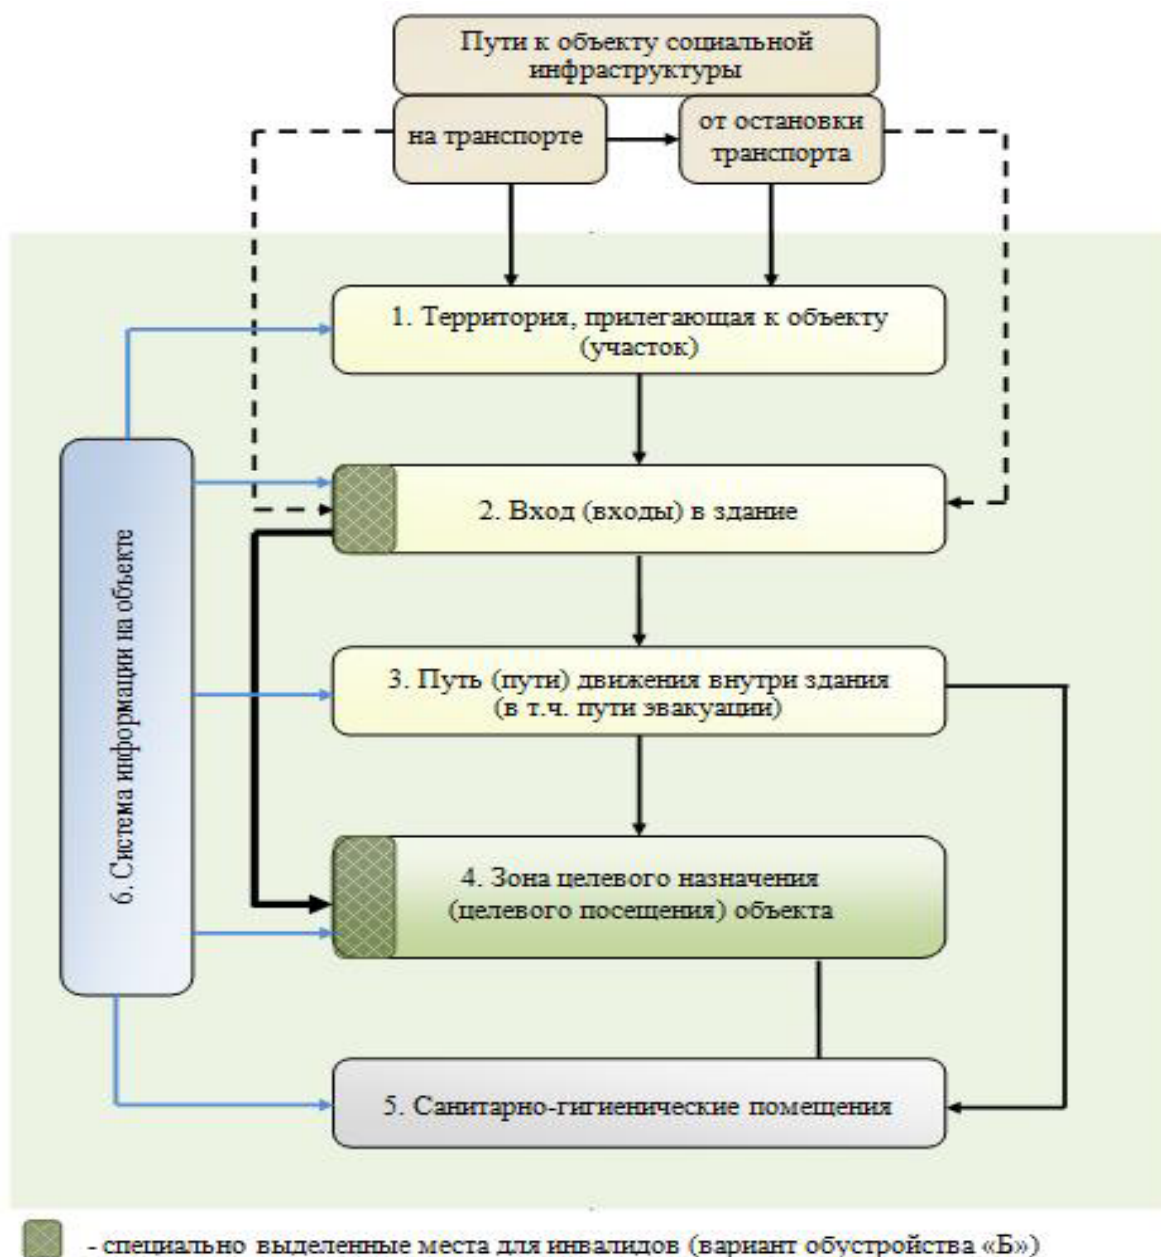 Пути к объекту социальной
инфраструктуры
на транспорте
от остановки
транспорта
1. Территория, прилегающая к объекту
(участок)
2. Вход (входы) в здание
3. Путь (пути) движения внутри здания
(в т.ч. пути эвакуации)
4. Зона целевого назначения
(целевого посещения) объекта
5. Санитарно-гигиенические помещения
6. Система информации на объекте
- специально выделенные места для инвалидов (вариант обустройства «Б»)